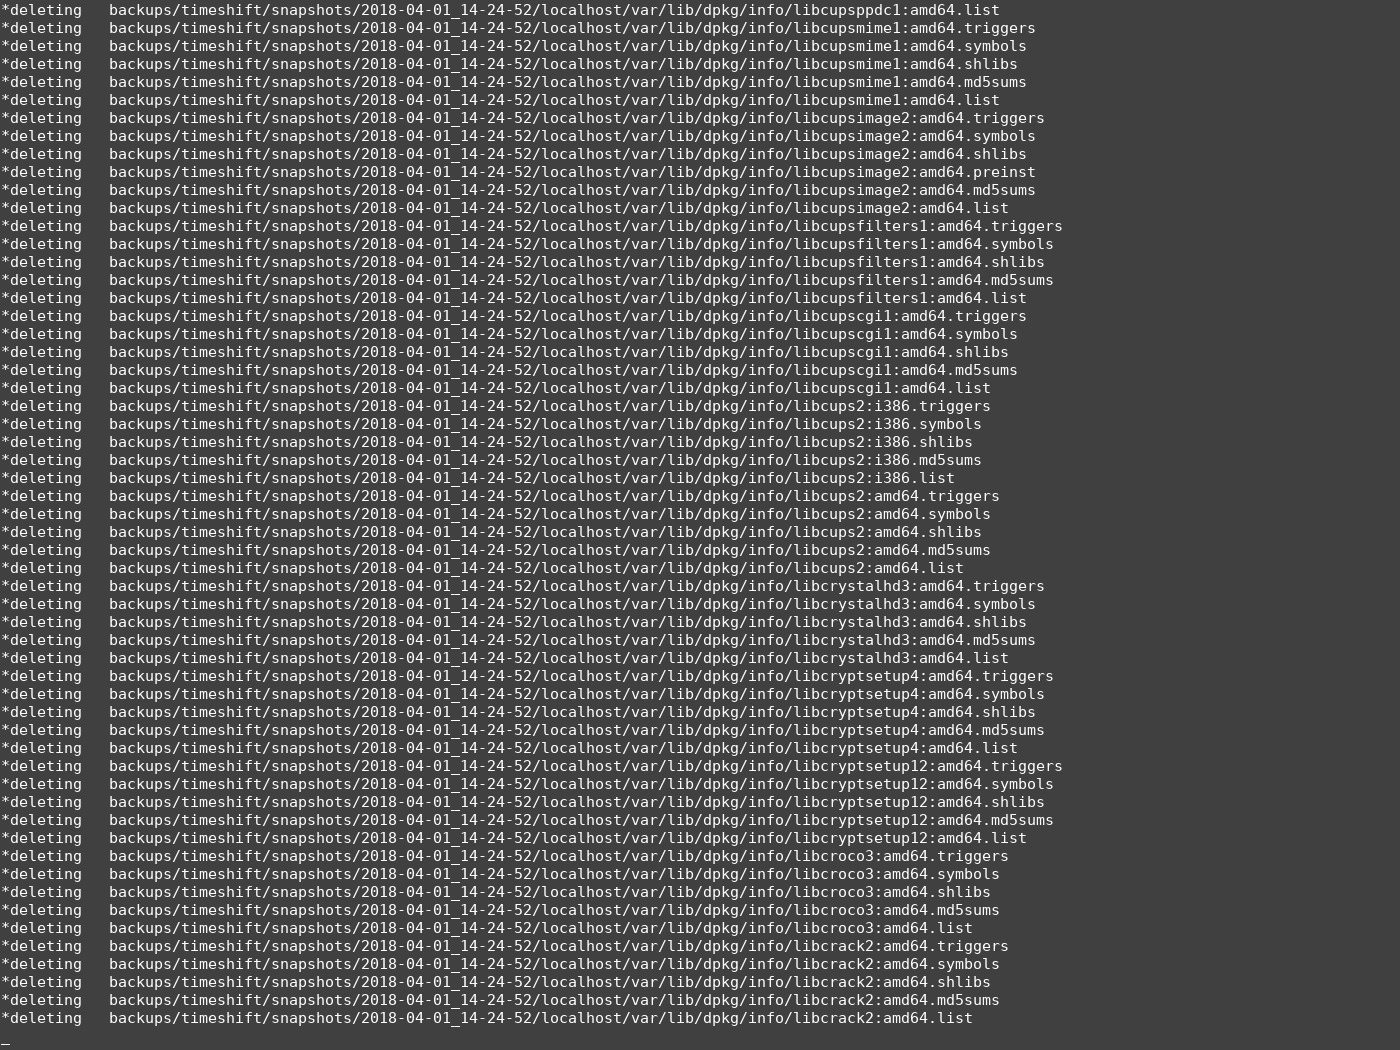 *deleting   backups/timeshift/snapshots/2018-04-01_14-24-52/localhost/var/lib/dpkg/info/libcupsppdc1:amd64.list
*deleting   backups/timeshift/snapshots/2018-04-01_14-24-52/localhost/var/lib/dpkg/info/libcupsmime1:amd64.triggers
*deleting   backups/timeshift/snapshots/2018-04-01_14-24-52/localhost/var/lib/dpkg/info/libcupsmime1:amd64.symbols
*deleting   backups/timeshift/snapshots/2018-04-01_14-24-52/localhost/var/lib/dpkg/info/libcupsmime1:amd64.shlibs
*deleting   backups/timeshift/snapshots/2018-04-01_14-24-52/localhost/var/lib/dpkg/info/libcupsmime1:amd64.md5sums
*deleting   backups/timeshift/snapshots/2018-04-01_14-24-52/localhost/var/lib/dpkg/info/libcupsmime1:amd64.list
*deleting   backups/timeshift/snapshots/2018-04-01_14-24-52/localhost/var/lib/dpkg/info/libcupsimage2:amd64.triggers
*deleting   backups/timeshift/snapshots/2018-04-01_14-24-52/localhost/var/lib/dpkg/info/libcupsimage2:amd64.symbols
*deleting   backups/timeshift/snapshots/2018-04-01_14-24-52/localhost/var/lib/dpkg/info/libcupsimage2:amd64.shlibs
*deleting   backups/timeshift/snapshots/2018-04-01_14-24-52/localhost/var/lib/dpkg/info/libcupsimage2:amd64.preinst
*deleting   backups/timeshift/snapshots/2018-04-01_14-24-52/localhost/var/lib/dpkg/info/libcupsimage2:amd64.md5sums
*deleting   backups/timeshift/snapshots/2018-04-01_14-24-52/localhost/var/lib/dpkg/info/libcupsimage2:amd64.list
*deleting   backups/timeshift/snapshots/2018-04-01_14-24-52/localhost/var/lib/dpkg/info/libcupsfilters1:amd64.triggers
*deleting   backups/timeshift/snapshots/2018-04-01_14-24-52/localhost/var/lib/dpkg/info/libcupsfilters1:amd64.symbols
*deleting   backups/timeshift/snapshots/2018-04-01_14-24-52/localhost/var/lib/dpkg/info/libcupsfilters1:amd64.shlibs
*deleting   backups/timeshift/snapshots/2018-04-01_14-24-52/localhost/var/lib/dpkg/info/libcupsfilters1:amd64.md5sums
*deleting   backups/timeshift/snapshots/2018-04-01_14-24-52/localhost/var/lib/dpkg/info/libcupsfilters1:amd64.list
*deleting   backups/timeshift/snapshots/2018-04-01_14-24-52/localhost/var/lib/dpkg/info/libcupscgi1:amd64.triggers
*deleting   backups/timeshift/snapshots/2018-04-01_14-24-52/localhost/var/lib/dpkg/info/libcupscgi1:amd64.symbols
*deleting   backups/timeshift/snapshots/2018-04-01_14-24-52/localhost/var/lib/dpkg/info/libcupscgi1:amd64.shlibs
*deleting   backups/timeshift/snapshots/2018-04-01_14-24-52/localhost/var/lib/dpkg/info/libcupscgi1:amd64.md5sums
*deleting   backups/timeshift/snapshots/2018-04-01_14-24-52/localhost/var/lib/dpkg/info/libcupscgi1:amd64.list
*deleting   backups/timeshift/snapshots/2018-04-01_14-24-52/localhost/var/lib/dpkg/info/libcups2:i386.triggers
*deleting   backups/timeshift/snapshots/2018-04-01_14-24-52/localhost/var/lib/dpkg/info/libcups2:i386.symbols
*deleting   backups/timeshift/snapshots/2018-04-01_14-24-52/localhost/var/lib/dpkg/info/libcups2:i386.shlibs
*deleting   backups/timeshift/snapshots/2018-04-01_14-24-52/localhost/var/lib/dpkg/info/libcups2:i386.md5sums
*deleting   backups/timeshift/snapshots/2018-04-01_14-24-52/localhost/var/lib/dpkg/info/libcups2:i386.list
*deleting   backups/timeshift/snapshots/2018-04-01_14-24-52/localhost/var/lib/dpkg/info/libcups2:amd64.triggers
*deleting   backups/timeshift/snapshots/2018-04-01_14-24-52/localhost/var/lib/dpkg/info/libcups2:amd64.symbols
*deleting   backups/timeshift/snapshots/2018-04-01_14-24-52/localhost/var/lib/dpkg/info/libcups2:amd64.shlibs
*deleting   backups/timeshift/snapshots/2018-04-01_14-24-52/localhost/var/lib/dpkg/info/libcups2:amd64.md5sums
*deleting   backups/timeshift/snapshots/2018-04-01_14-24-52/localhost/var/lib/dpkg/info/libcups2:amd64.list
*deleting   backups/timeshift/snapshots/2018-04-01_14-24-52/localhost/var/lib/dpkg/info/libcrystalhd3:amd64.triggers
*deleting   backups/timeshift/snapshots/2018-04-01_14-24-52/localhost/var/lib/dpkg/info/libcrystalhd3:amd64.symbols
*deleting   backups/timeshift/snapshots/2018-04-01_14-24-52/localhost/var/lib/dpkg/info/libcrystalhd3:amd64.shlibs
*deleting   backups/timeshift/snapshots/2018-04-01_14-24-52/localhost/var/lib/dpkg/info/libcrystalhd3:amd64.md5sums
*deleting   backups/timeshift/snapshots/2018-04-01_14-24-52/localhost/var/lib/dpkg/info/libcrystalhd3:amd64.list
*deleting   backups/timeshift/snapshots/2018-04-01_14-24-52/localhost/var/lib/dpkg/info/libcryptsetup4:amd64.triggers
*deleting   backups/timeshift/snapshots/2018-04-01_14-24-52/localhost/var/lib/dpkg/info/libcryptsetup4:amd64.symbols
*deleting   backups/timeshift/snapshots/2018-04-01_14-24-52/localhost/var/lib/dpkg/info/libcryptsetup4:amd64.shlibs
*deleting   backups/timeshift/snapshots/2018-04-01_14-24-52/localhost/var/lib/dpkg/info/libcryptsetup4:amd64.md5sums
*deleting   backups/timeshift/snapshots/2018-04-01_14-24-52/localhost/var/lib/dpkg/info/libcryptsetup4:amd64.list
*deleting   backups/timeshift/snapshots/2018-04-01_14-24-52/localhost/var/lib/dpkg/info/libcryptsetup12:amd64.triggers
*deleting   backups/timeshift/snapshots/2018-04-01_14-24-52/localhost/var/lib/dpkg/info/libcryptsetup12:amd64.symbols
*deleting   backups/timeshift/snapshots/2018-04-01_14-24-52/localhost/var/lib/dpkg/info/libcryptsetup12:amd64.shlibs
*deleting   backups/timeshift/snapshots/2018-04-01_14-24-52/localhost/var/lib/dpkg/info/libcryptsetup12:amd64.md5sums
*deleting   backups/timeshift/snapshots/2018-04-01_14-24-52/localhost/var/lib/dpkg/info/libcryptsetup12:amd64.list
*deleting   backups/timeshift/snapshots/2018-04-01_14-24-52/localhost/var/lib/dpkg/info/libcroco3:amd64.triggers
*deleting   backups/timeshift/snapshots/2018-04-01_14-24-52/localhost/var/lib/dpkg/info/libcroco3:amd64.symbols
*deleting   backups/timeshift/snapshots/2018-04-01_14-24-52/localhost/var/lib/dpkg/info/libcroco3:amd64.shlibs
*deleting   backups/timeshift/snapshots/2018-04-01_14-24-52/localhost/var/lib/dpkg/info/libcroco3:amd64.md5sums
*deleting   backups/timeshift/snapshots/2018-04-01_14-24-52/localhost/var/lib/dpkg/info/libcroco3:amd64.list
*deleting   backups/timeshift/snapshots/2018-04-01_14-24-52/localhost/var/lib/dpkg/info/libcrack2:amd64.triggers
*deleting   backups/timeshift/snapshots/2018-04-01_14-24-52/localhost/var/lib/dpkg/info/libcrack2:amd64.symbols
*deleting   backups/timeshift/snapshots/2018-04-01_14-24-52/localhost/var/lib/dpkg/info/libcrack2:amd64.shlibs
*deleting   backups/timeshift/snapshots/2018-04-01_14-24-52/localhost/var/lib/dpkg/info/libcrack2:amd64.md5sums
*deleting   backups/timeshift/snapshots/2018-04-01_14-24-52/localhost/var/lib/dpkg/info/libcrack2:amd64.list